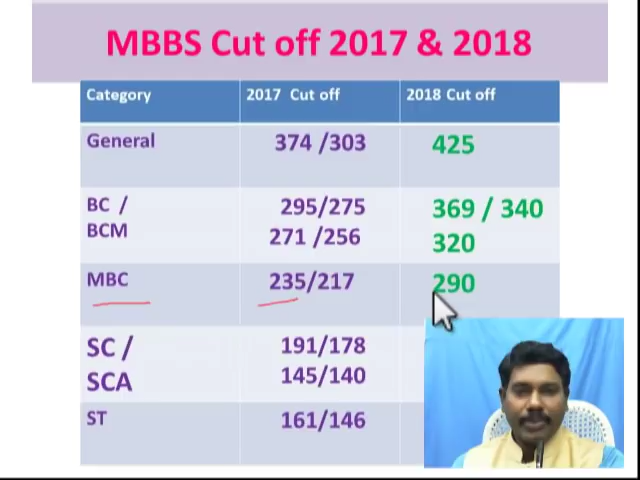 MBBS Cut off 2017 & 2018
Category 2017 Cut off 2018 Cut off
General 374 /303 425
BC / 295/275 369 / 340
BCM 271 /256 320
MBC 235/217 290
SC / 191/178
SCA 145/140
ST 161/146